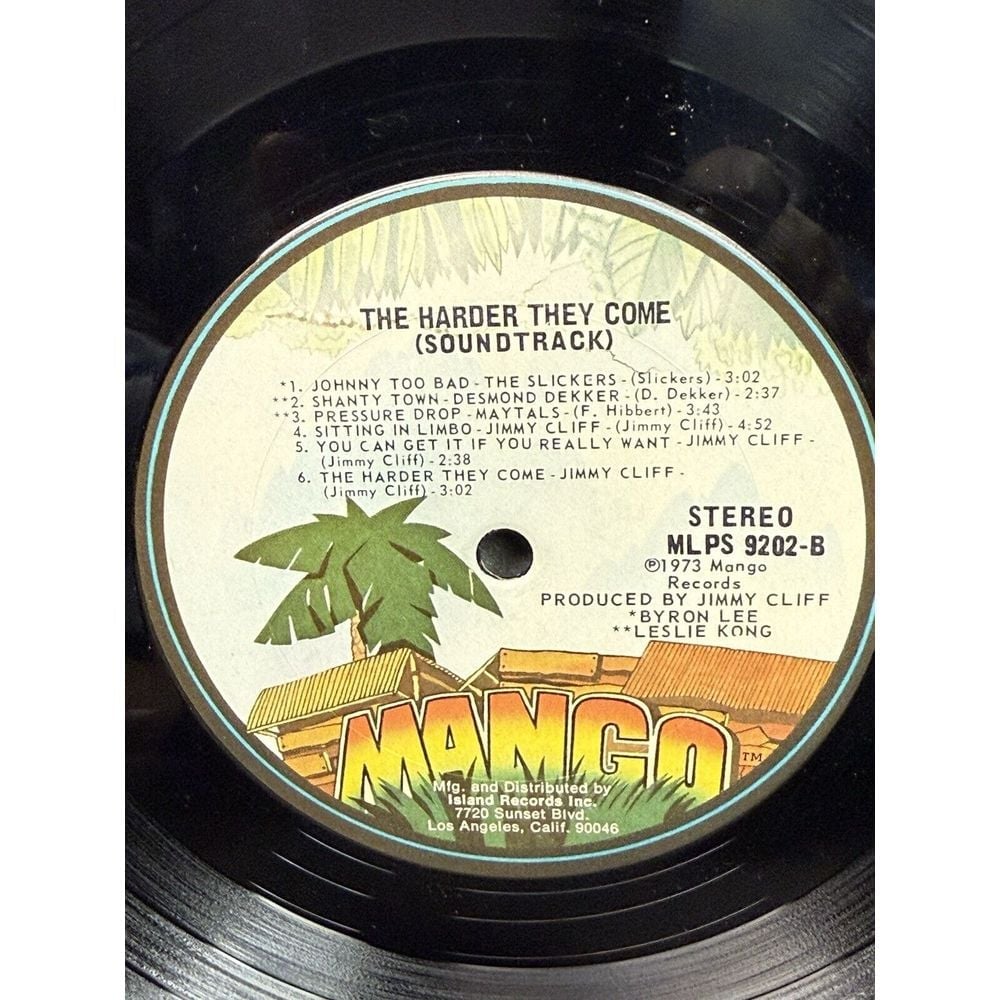 THE HARDER THEY COME
(SOUNDTRACK)
*1. JOHNNY TOO BAD - THE SLICKERS - (Slickers) - 3:02
**2. SHANTY TOWN - DESMOND DEKKER - (D. Dekker) - 2:37
**3. PRESSURE DROP - MAYTALS - (F. Hibbert) - 3:43
4. SITTING IN LIMBO - JIMMY CLIFF - (Jimmy Cliff) - 4:52
5. YOU CAN GET IT IF YOU REALLY WANT - JIMMY CLIFF -
(Jimmy Cliff) - 2:38
6. THE HARDER THEY COME - JIMMY CLIFF -
(Jimmy Cliff) - 3:02
STEREO
MLPS 9202-B
℗1973 Mango
Records
PRODUCED BY JIMMY CLIFF
*BYRON LEE
**LESLIE KONG
MANGO TM
Mfg. and Distributed by
Island Records Inc.
7720 Sunset Blvd.
Los Angeles, Calif. 90046